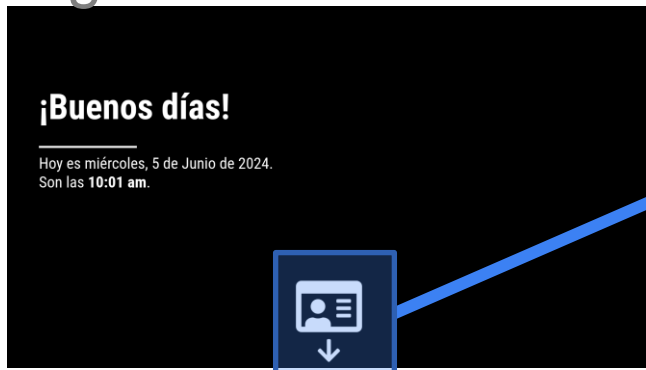 ¡Buenos días!
Hoy es miércoles, 5 de Junio de 2024.
Son las 10:01 am.